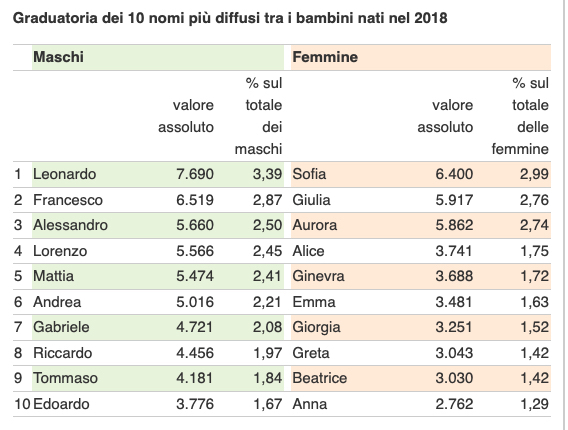 Graduatoria dei 10 nomi più diffusi tra i bambini nati nel 2018
Maschi Femmine
% sul % sul
valore totale valore totale
assoluto dei assoluto delle
maschi femmine
1 Leonardo 7.690 3,39 Sofia 6.400 2,99
2 Francesco 6.519 2,87 Giulia 5.917 2,76
3 Alessandro 5.660 2,50 Aurora 5.862 2,74
4 Lorenzo 5.566 2,45 Alice 3.741 1,75
5 Mattia 5.474 2,41 Ginevra 3.688 1,72
6 Andrea 5.016 2,21 Emma 3.481 1,63
7 Gabriele 4.721 2,08 Giorgia 3.251 1,52
8 Riccardo 4.456 1,97 Greta 3.043 1,42
9 Tommaso 4.181 1,84 Beatrice 3.030 1,42
10 Edoardo 3.776 1,67 Anna 2.762 1,29